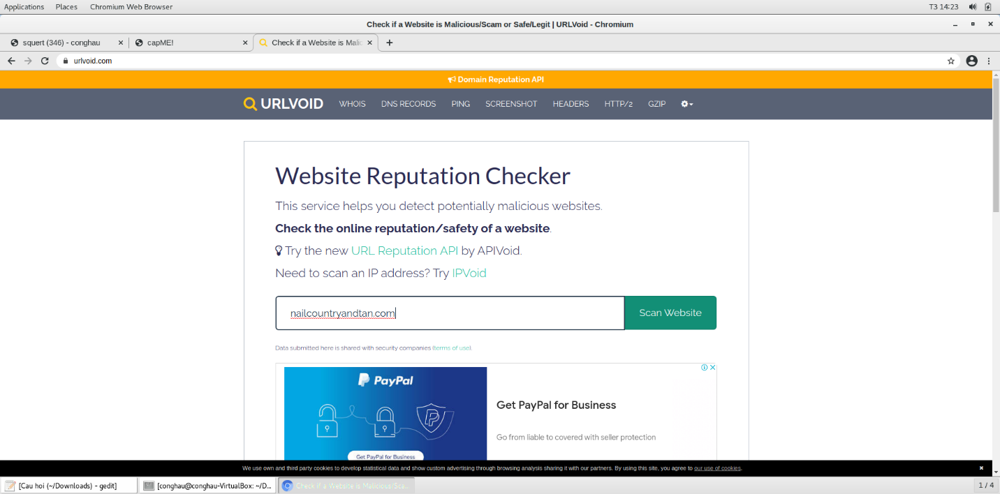 Applications Places Chromium Web Browser T3 14:23
Check if a Website is Malicious/Scam or Safe/Legit | URLVoid - Chromium
squert (346) - conghau capME! Check if a Website is Malic
urlvoid.com
Domain Reputation API
URLVOID WHOIS DNS RECORDS PING SCREENSHOT HEADERS HTTP/2 GZIP
Website Reputation Checker
This service helps you detect potentially malicious websites.
Check the online reputation/safety of a website.
Try the new URL Reputation API by APIVoid.
Need to scan an IP address? Try IPVoid
nailcountryandtan.com Scan Website
Data submitted here is shared with security companies (terms of use).
PayPal
Get PayPal for Business
Go from liable to covered with seller protection
Get PayPal for Business
We use own and third party cookies to develop statistical data and show custom advertising through browsing analysis sharing it with our partners. By using this site, you agree to our use of cookies.
[Cau hoi (~/Downloads) - gedit] [conghau@conghau-VirtualBox: ~/D... Check if a Website is Malicious/Sca... 1 / 4